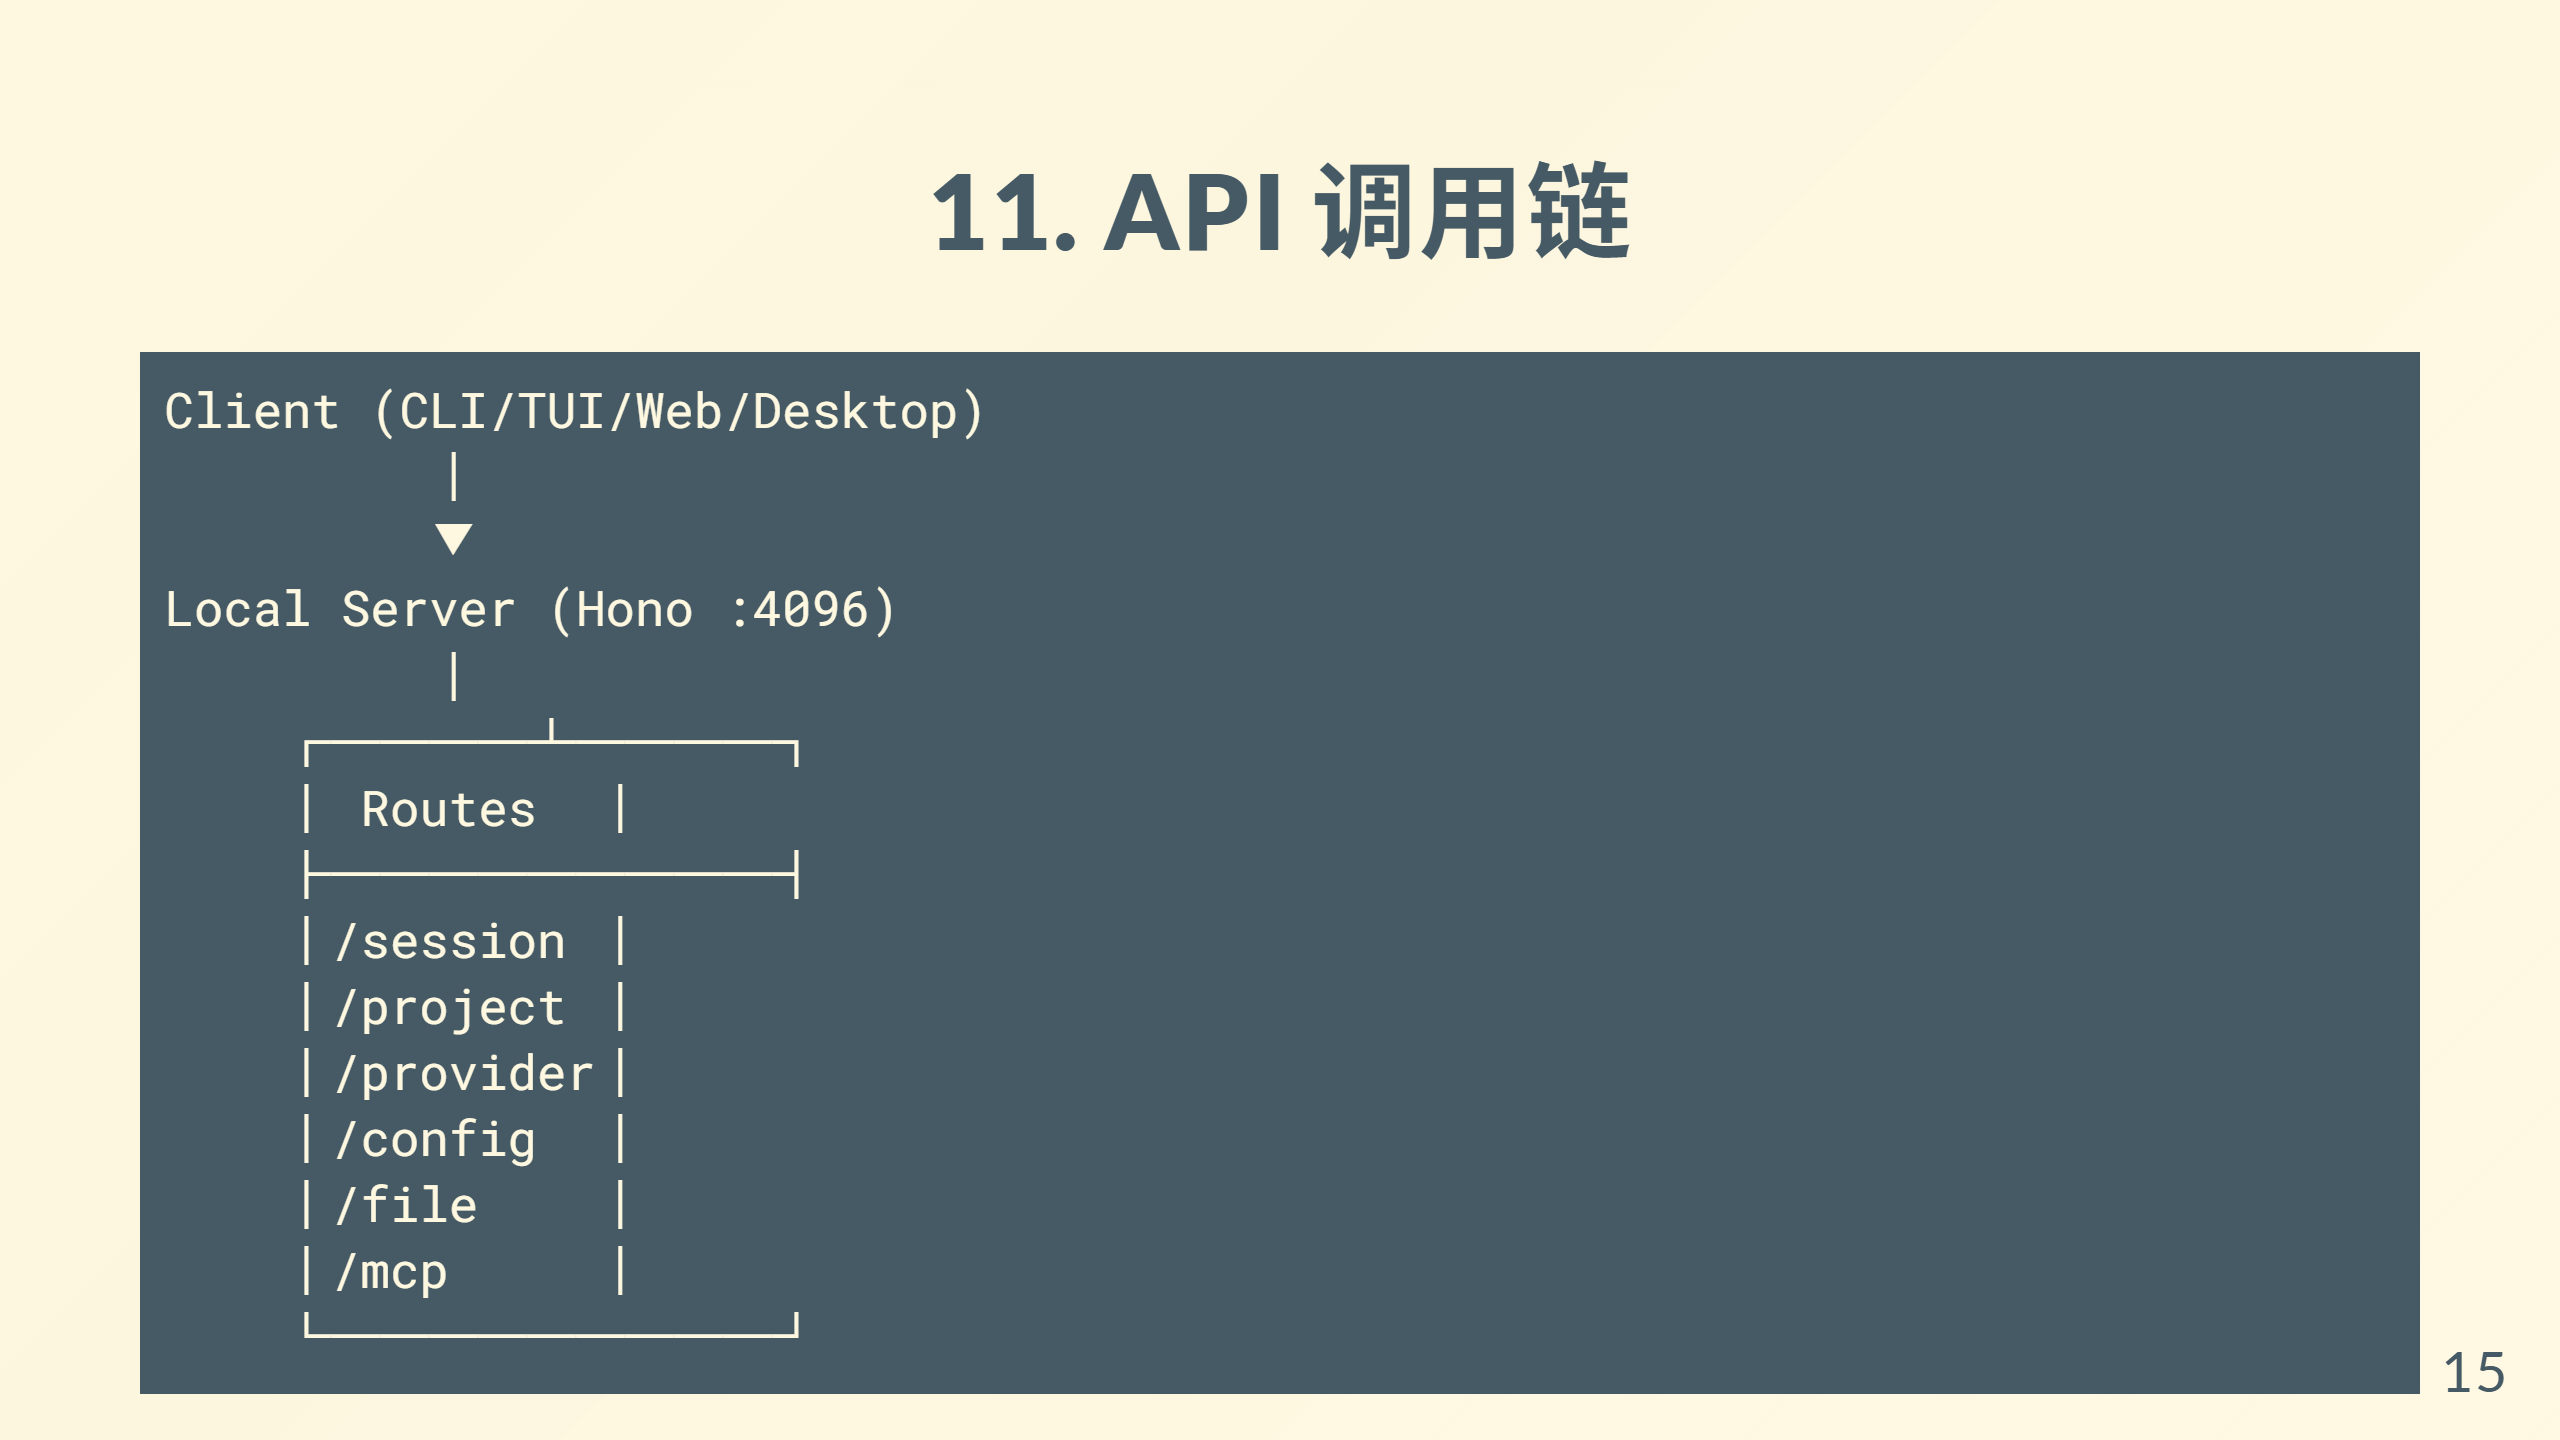 11. API 调用链
Client (CLI/TUI/Web/Desktop)
│
▼
Local Server (Hono :4096)
│
┌─────────┴─────────┐
│ Routes │
├───────────────────┤
│ /session │
│ /project │
│ /provider │
│ /config │
│ /file │
│ /mcp │
└───────────────────┘
15